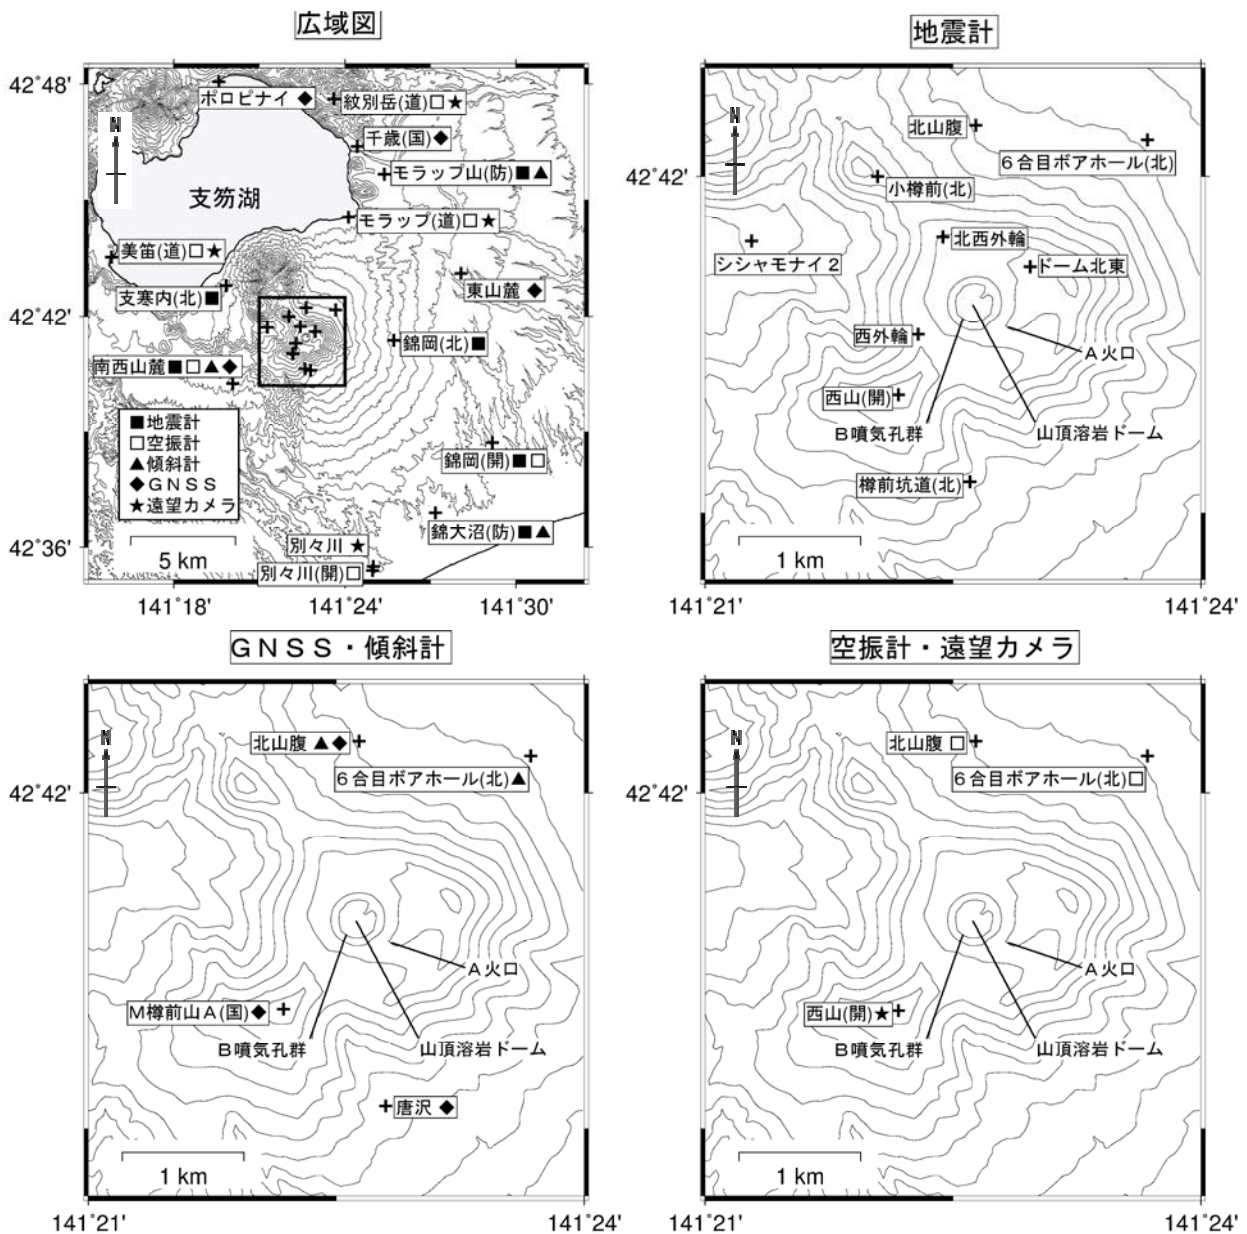 広域図
42°48'
42°42'
42°36'
141°18'
141°24'
141°30'
N
支笏湖
ポロピナイ◆
紋別岳(道)□★
千歳(国)◆
モラップ山(防)■▲
モラップ(道)□★
美笛(道)□★
支寒内(北)■
東山麓◆
錦岡(北)■
南西山麓■□▲◆
■地震計
□空振計
▲傾斜計
◆GNSS
★遠望カメラ
錦岡(開)■□
錦大沼(防)■▲
別々川★
別々川(開)□
5 km
地震計
42°42'
141°21'
141°24'
N
北山腹
6合目ボアホール(北)
小樽前(北)
北西外輪
シシャモナイ2
ドーム北東
西外輪
A火口
西山(開)
B噴気孔群
山頂溶岩ドーム
樽前坑道(北)
1 km
GNSS・傾斜計
42°42'
141°21'
141°24'
N
北山腹▲◆
6合目ボアホール(北)▲
A火口
M樽前山A(国)◆
B噴気孔群
山頂溶岩ドーム
唐沢◆
1 km
空振計・遠望カメラ
42°42'
141°21'
141°24'
N
北山腹□
6合目ボアホール(北)□
A火口
西山(開)★
B噴気孔群
山頂溶岩ドーム
1 km